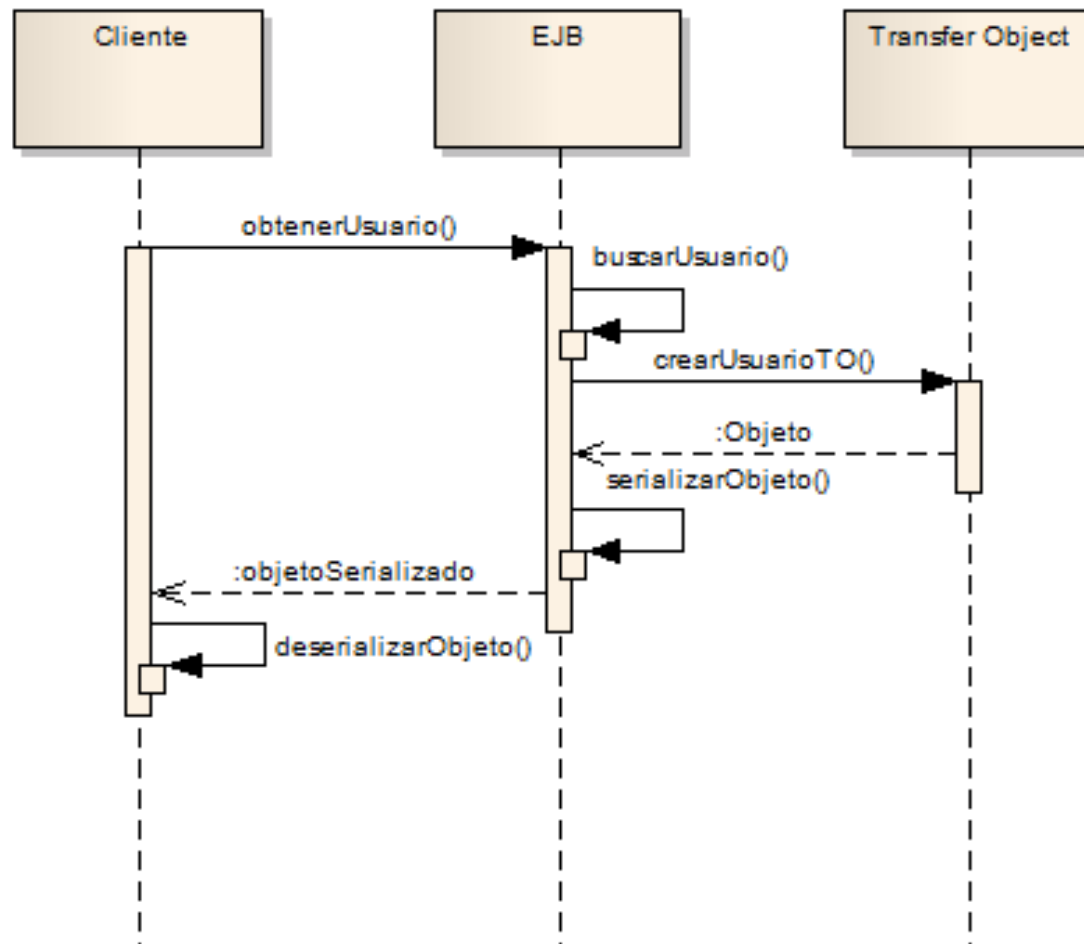 Cliente
EJB
Transfer Object
obtenerUsuario()
buscarUsuario()
crearUsuarioTO()
:Objeto
serializarObjeto()
:objetoSerializado
deserializarObjeto()